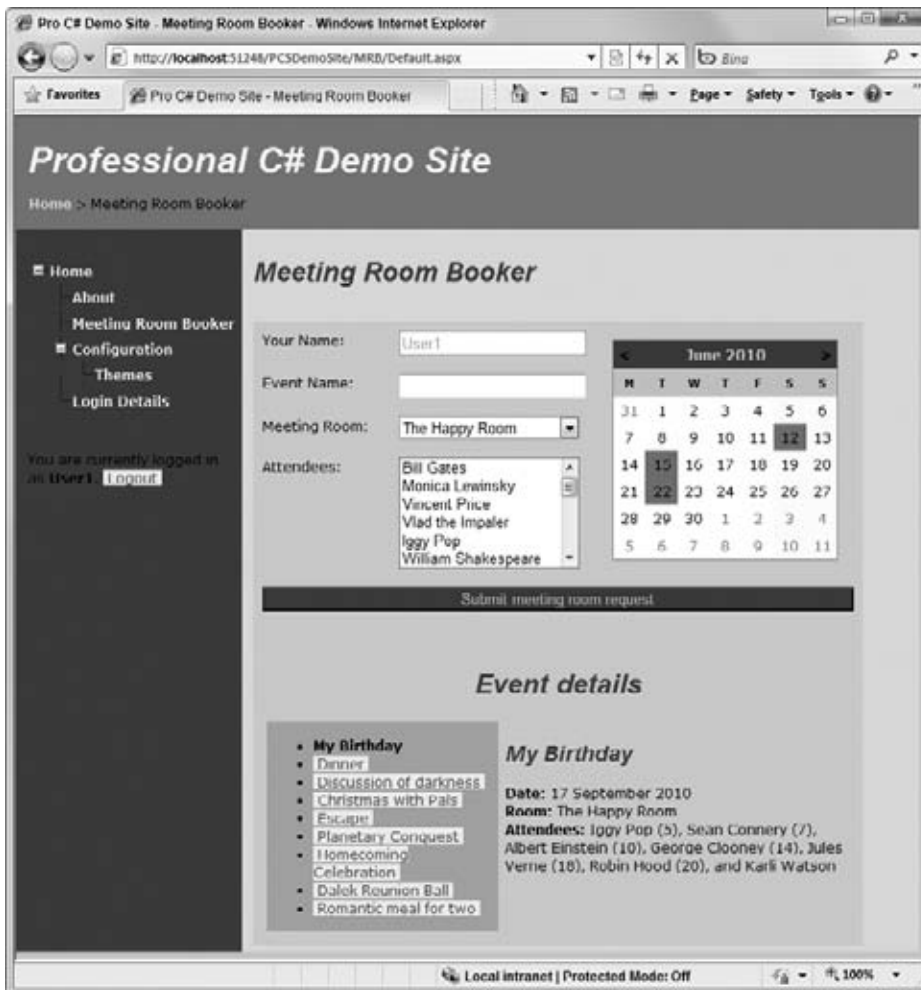 Pro C# Demo Site - Meeting Room Booker - Windows Internet Explorer
http://localhost:51248/PCSDemoSite/MRB/Default.aspx
Bing
Favorites
Pro C# Demo Site - Meeting Room Booker
Page
Safety
Tools
Professional C# Demo Site
Home > Meeting Room Booker
Home
About
Meeting Room Booker
Configuration
Themes
Login Details
You are currently logged in
as User1. Logout
Meeting Room Booker
Your Name: User1
Event Name:
Meeting Room: The Happy Room
Attendees:
Bill Gates
Monica Lewinsky
Vincent Price
Vlad the Impaler
Iggy Pop
William Shakespeare
< June 2010 >
M T W T F S S
31 1 2 3 4 5 6
7 8 9 10 11 12 13
14 15 16 17 18 19 20
21 22 23 24 25 26 27
28 29 30 1 2 3 4
5 6 7 8 9 10 11
Submit meeting room request
Event details
My Birthday
Dinner
Discussion of darkness
Christmas with Pals
Escape
Planetary Conquest
Homecoming
Celebration
Dalek Reunion Ball
Romantic meal for two
My Birthday
Date: 17 September 2010
Room: The Happy Room
Attendees: Iggy Pop (5), Sean Connery (7),
Albert Einstein (10), George Clooney (14), Jules
Verne (18), Robin Hood (20), and Karli Watson
Local intranet | Protected Mode: Off
100%